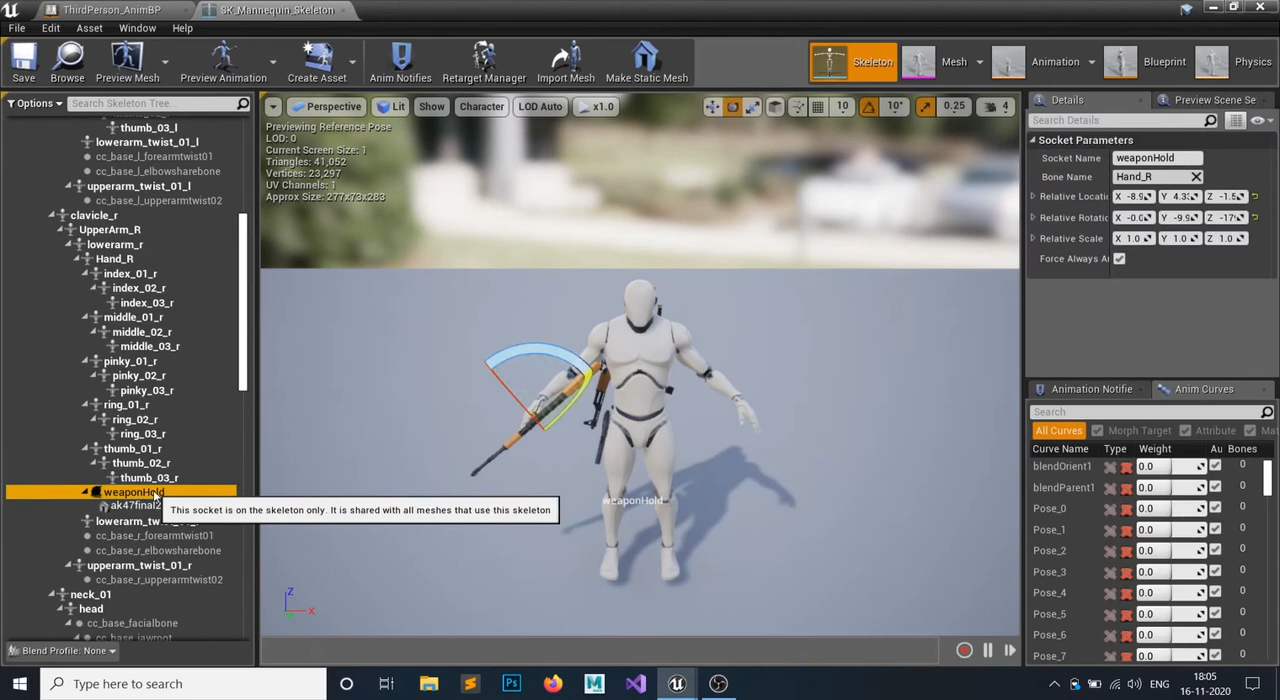 ThirdPerson_AnimBP
SK_Mannequin_Skeleton
File Edit Asset Window Help
Save Browse Preview Mesh Preview Animation Create Asset Anim Notifies Retarget Manager Import Mesh Make Static Mesh Skeleton Mesh Animation Blueprint Physics
Options Search Skeleton Tree...
thumb_03_l
lowerarm_twist_01_l
cc_base_l_forearmtwist01
cc_base_l_elbowsharebone
upperarm_twist_01_l
cc_base_l_upperarmtwist02
clavicle_r
UpperArm_R
lowerarm_r
Hand_R
index_01_r
index_02_r
index_03_r
middle_01_r
middle_02_r
middle_03_r
pinky_01_r
pinky_02_r
pinky_03_r
ring_01_r
ring_02_r
ring_03_r
thumb_01_r
thumb_02_r
thumb_03_r
weaponHold
ak47final2
cc_base_r_forearmtwist01
cc_base_r_elbowsharebone
upperarm_twist_01_r
cc_base_r_upperarmtwist02
neck_01
head
cc_base_facialbone
cc_base_jawroot
Blend Profile: None
This socket is on the skeleton only. It is shared with all meshes that use this skeleton
Perspective Lit Show Character LOD Auto x1.0 10 10° 0.25 4
Previewing Reference Pose
LOD: 0
Current Screen Size: 1
Triangles: 41,052
Vertices: 23,297
UV Channels: 1
Approx Size: 277x73x283
weaponHold
Z
X
Details Preview Scene Se
Search Details
Socket Parameters
Socket Name weaponHold
Bone Name Hand_R
Relative Locatio X -8.9 Y 4.3 Z -1.5
Relative Rotatio X -0.0 Y -9.9 Z -17
Relative Scale X 1.0 Y 1.0 Z 1.0
Force Always A
Animation Notifie Anim Curves
Search
All Curves Morph Target Attribute Mat
Curve Name Type Weight Au Bones
blendOrient1 0.0 0
blendParent1 0.0 0
Pose_0 0.0 0
Pose_1 0.0 0
Pose_2 0.0 0
Pose_3 0.0 0
Pose_4 0.0 0
Pose_5 0.0 0
Pose_6 0.0 0
Pose_7 0.0 0
Type here to search
18:05
16-11-2020